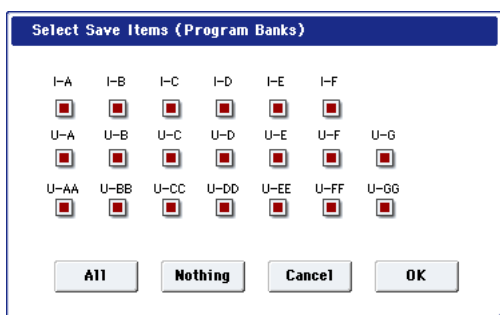 Select Save Items (Program Banks)
I-A I-B I-C I-D I-E I-F
U-A U-B U-C U-D U-E U-F U-G
U-AA U-BB U-CC U-DD U-EE U-FF U-GG
All Nothing Cancel OK